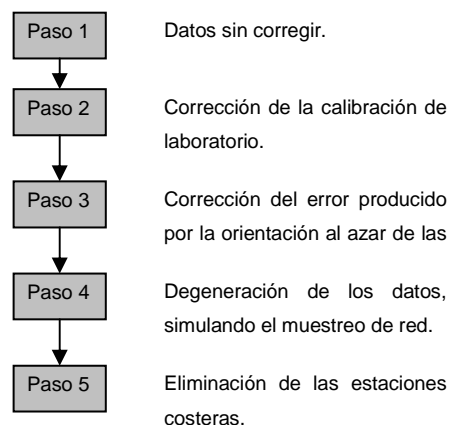 Paso 1
Datos sin corregir.
Paso 2
Corrección de la calibración de
laboratorio.
Paso 3
Corrección del error producido
por la orientación al azar de las
Paso 4
Degeneración de los datos,
simulando el muestreo de red.
Paso 5
Eliminación de las estaciones
costeras.